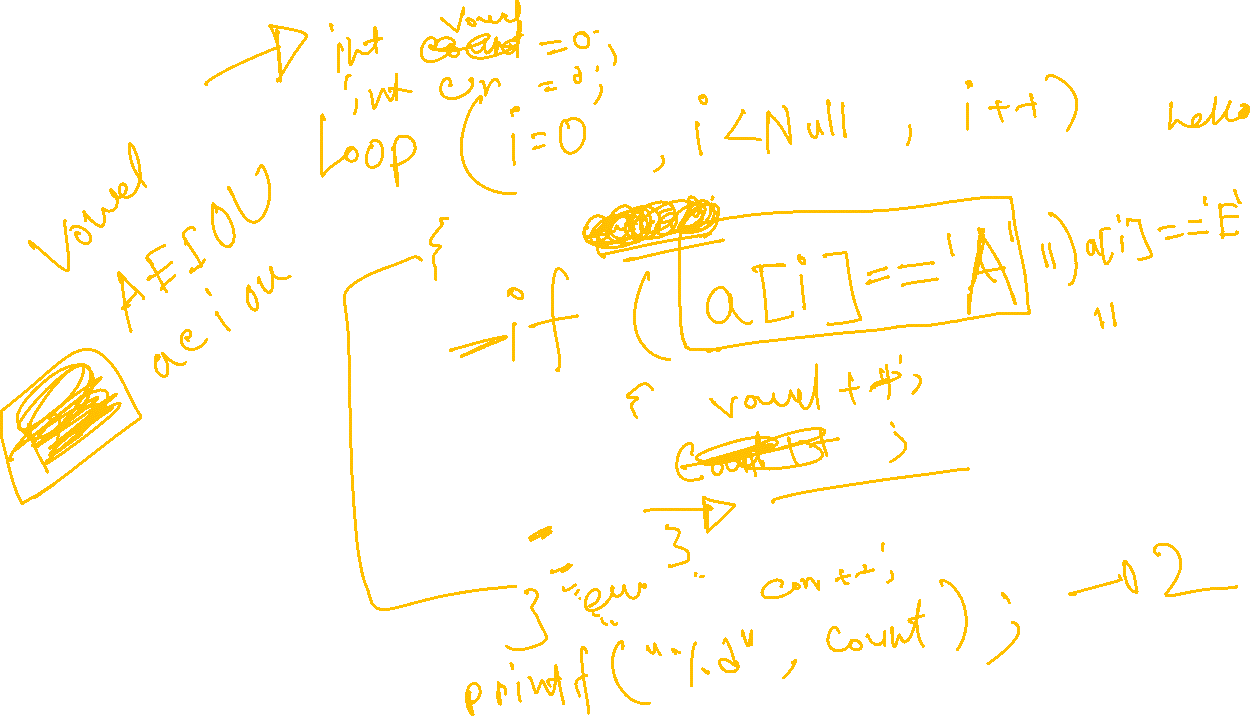 int vowel =0;
int con =0;
Loop (i=0 , i<Null , i++)
hello
vowel
AEIOU
aeiou
{
if (a[i]=='A' ||) a[i]=='E'
||
{ vowel++;
;
}
con++;
}
printf("%d", count); → 2